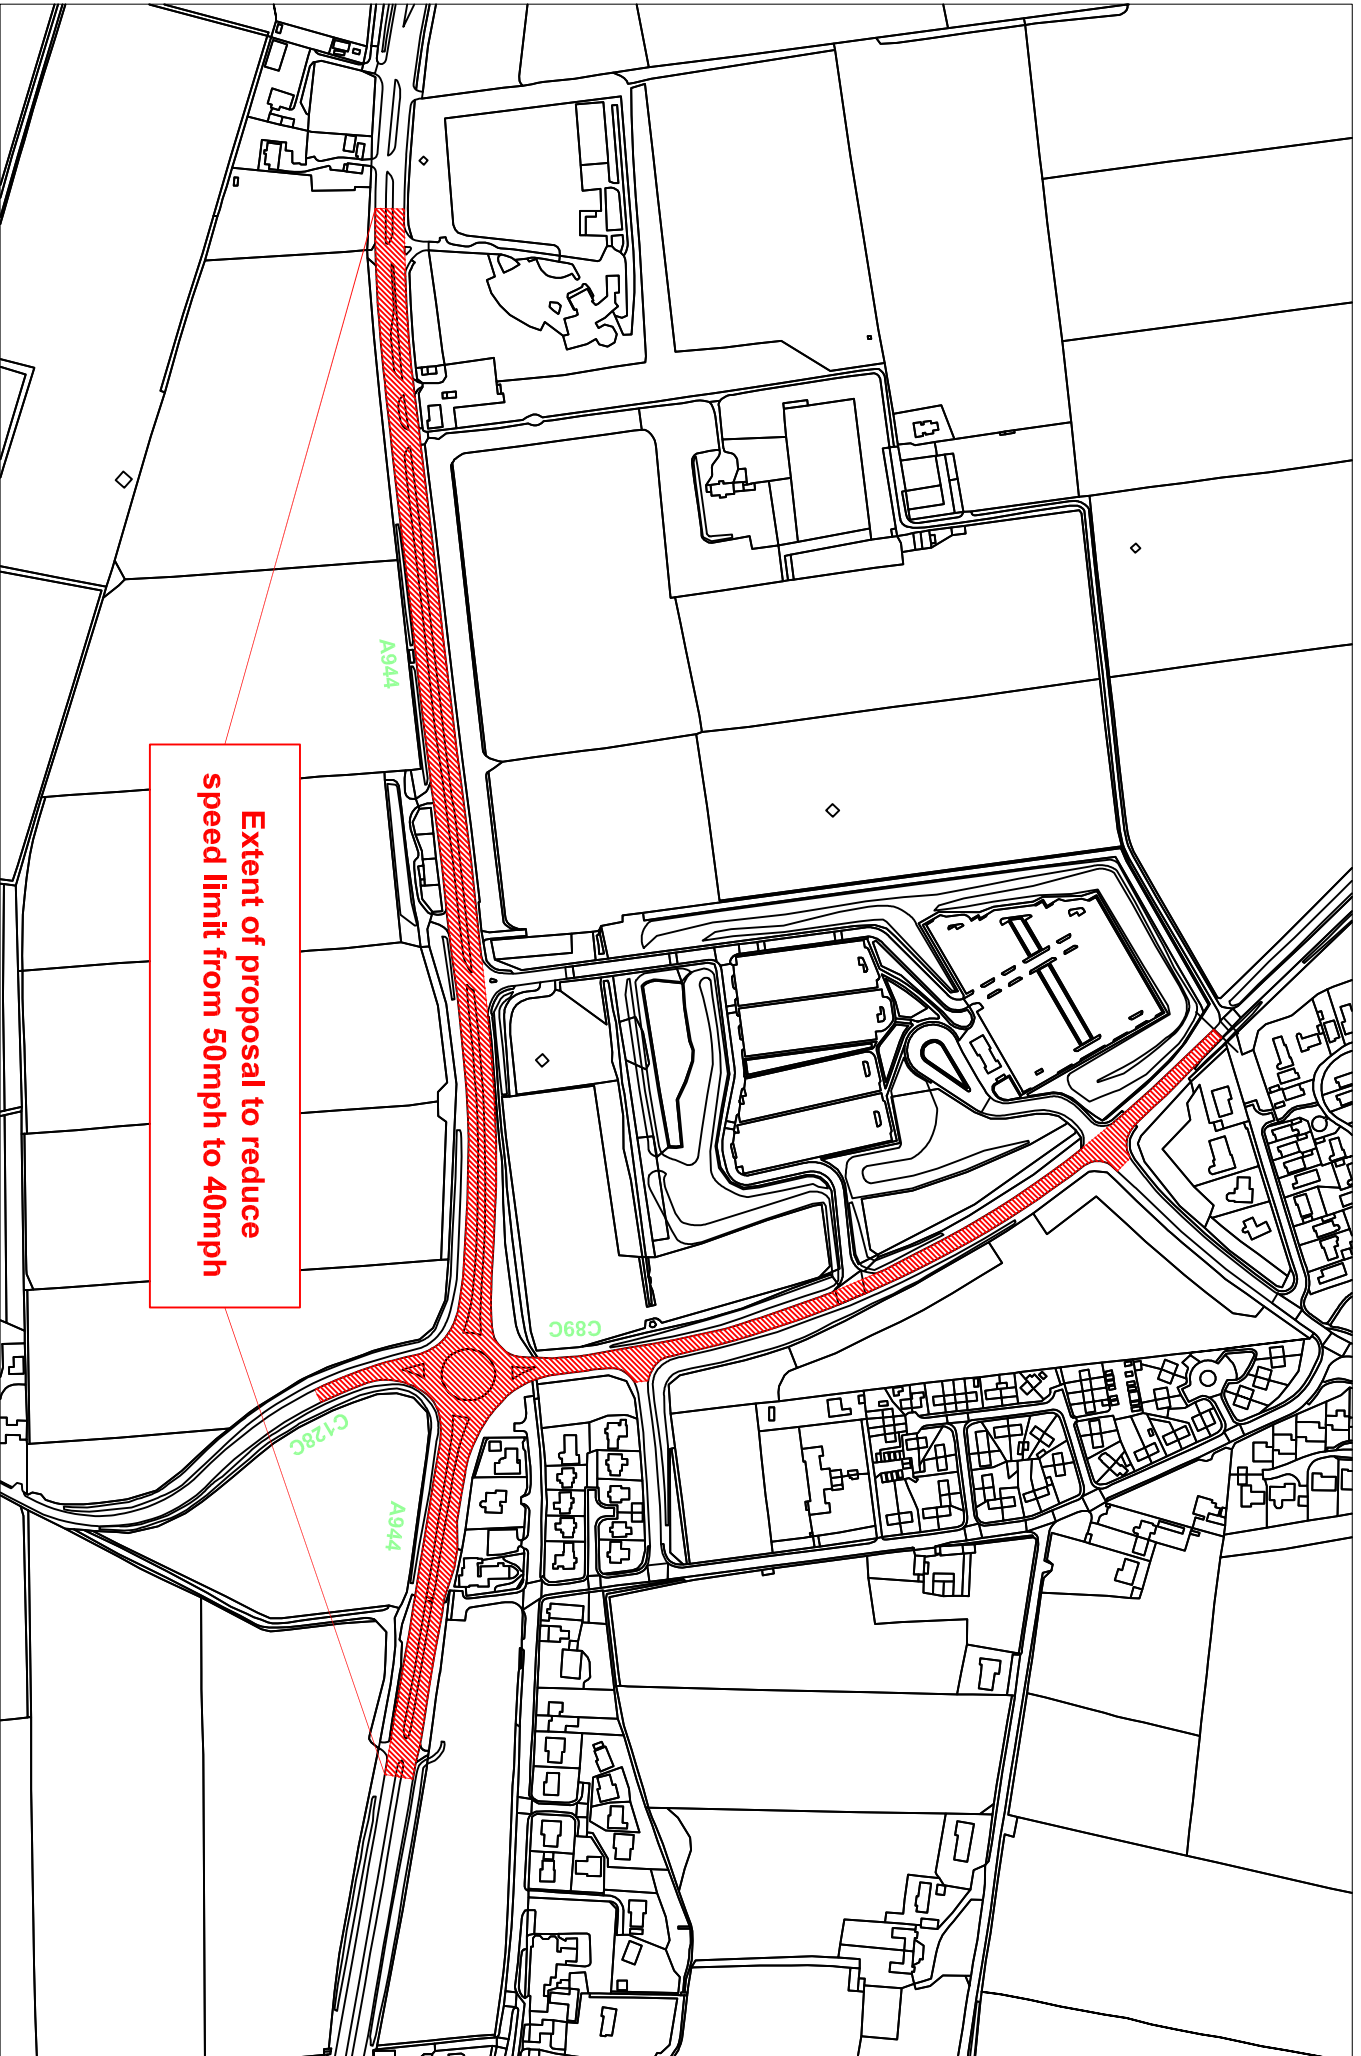 Extent of proposal to reduce
speed limit from 50mph to 40mph
A944
C89C
C128C
A944